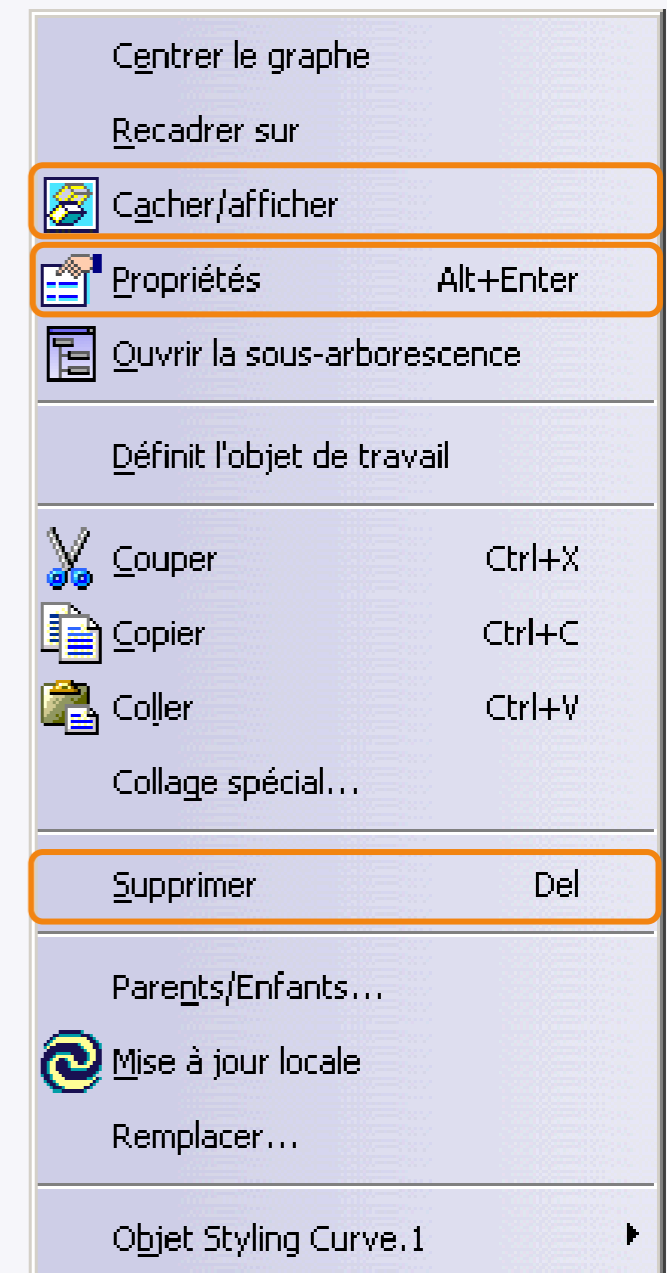 Centrer le graphe
Recadrer sur
Cacher/afficher
Propriétés Alt+Enter
Ouvrir la sous-arborescence
Définit l'objet de travail
Couper Ctrl+X
Copier Ctrl+C
Coller Ctrl+V
Collage spécial...
Supprimer Del
Parents/Enfants...
Mise à jour locale
Remplacer...
Objet Styling Curve.1